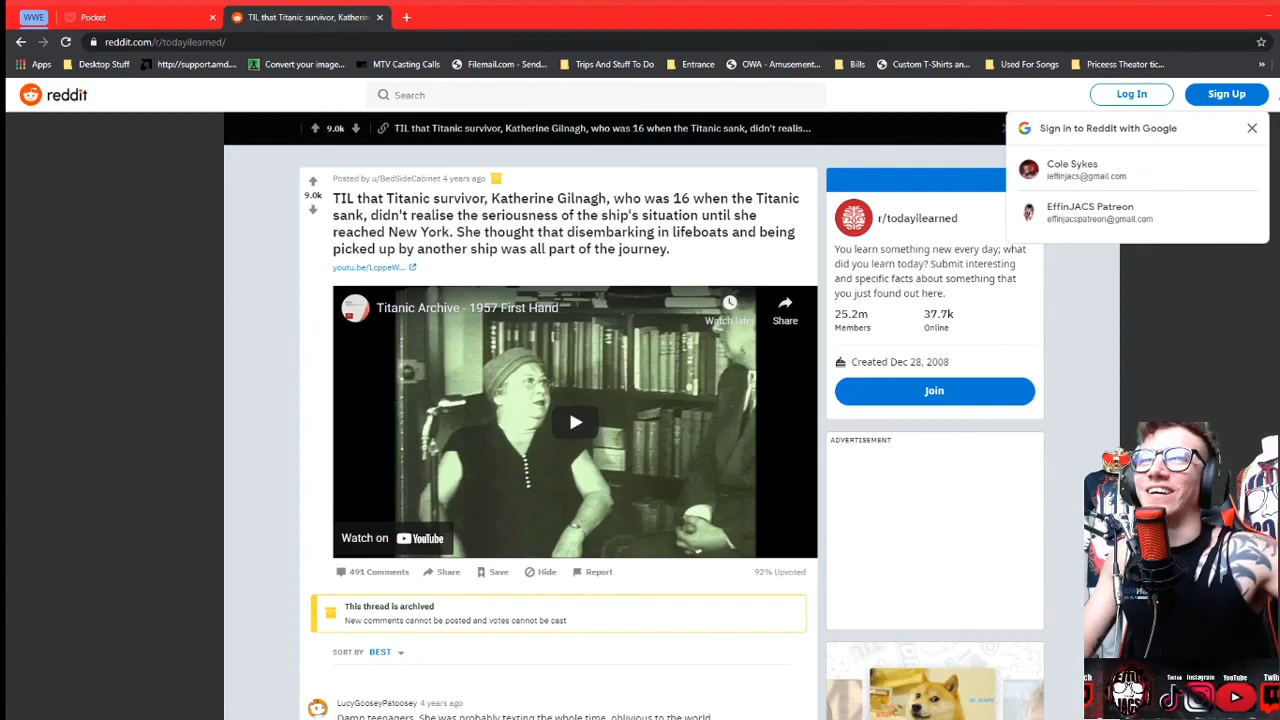 WWE
Pocket
TIL that Titanic survivor, Katherin
reddit.com/r/todayilearned/
Apps
Desktop Stuff
http://support.amd...
Convert your image...
MTV Casting Calls
Filemail.com - Send...
Trips And Stuff To Do
Entrance
OWA - Amusement...
Bills
Custom T-Shirts an...
Used For Songs
Priceess Theator tic...
»
reddit
Search
Log In
Sign Up
9.0k
TIL that Titanic survivor, Katherine Gilnagh, who was 16 when the Titanic sank, didn't realis...
Sign in to Reddit with Google
Cole Sykes
ieffinjacs@gmail.com
EffinJACS Patreon
effinjacspatreon@gmail.com
Posted by u/BedSideCabinet 4 years ago
9.0k
TIL that Titanic survivor, Katherine Gilnagh, who was 16 when the Titanic
sank, didn't realise the seriousness of the ship's situation until she
reached New York. She thought that disembarking in lifeboats and being
picked up by another ship was all part of the journey.
youtu.be/LcppeW...
r/todayilearned
You learn something new every day; what
did you learn today? Submit interesting
and specific facts about something that
you just found out here.
25.2m
37.7k
Members
Online
Created Dec 28, 2008
Join
ADVERTISEMENT
Titanic Archive - 1957 First Hand
Watch later
Share
Watch on YouTube
491 Comments
Share
Save
Hide
Report
92% Upvoted
This thread is archived
New comments cannot be posted and votes cannot be cast
SORT BY BEST
LucyGooseyPatoosey 4 years ago
Damn teenagers. She was probably texting the whole time, oblivious to the world
Instagram
YouTube